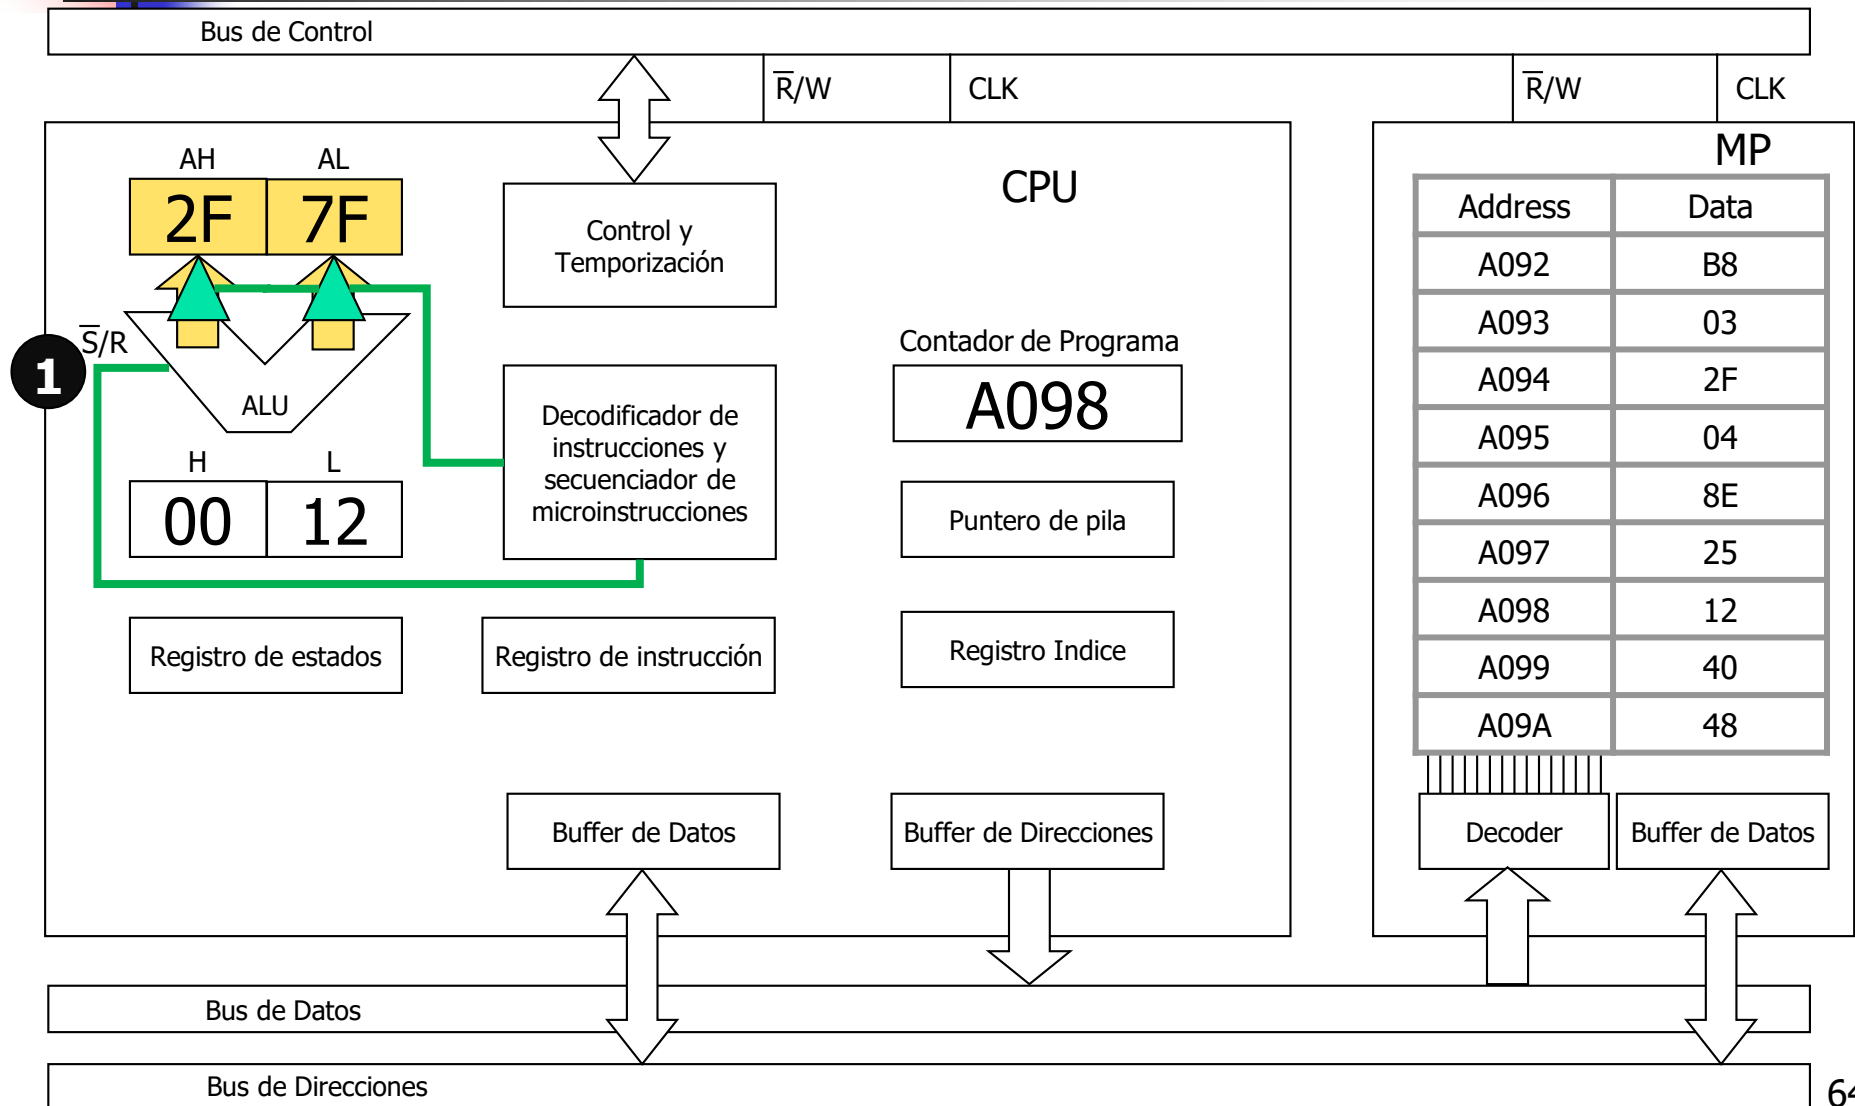 Bus de Control
R̅/W
CLK
R̅/W
CLK
AH
AL
2F
7F
Control y
Temporización
CPU
MP
Address
Data
A092
B8
A093
03
A094
2F
A095
04
A096
8E
A097
25
A098
12
A099
40
A09A
48
1
S̅/R
ALU
Decodificador de
instrucciones y
secuenciador de
microinstrucciones
Contador de Programa
A098
H
L
00
12
Puntero de pila
Registro de estados
Registro de instrucción
Registro Indice
Buffer de Datos
Buffer de Direcciones
Decoder
Buffer de Datos
Bus de Datos
Bus de Direcciones
64